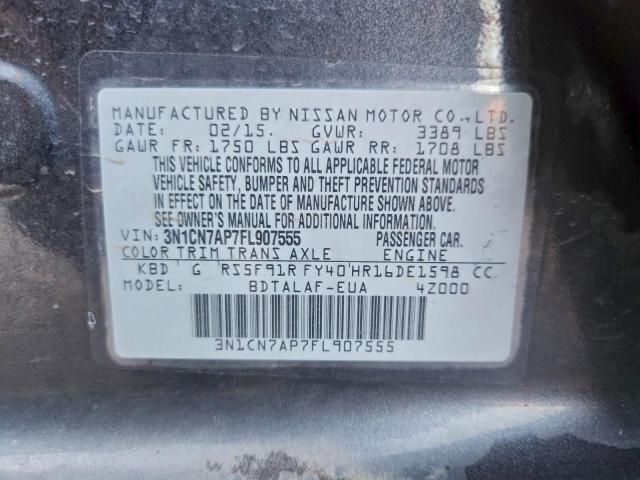 MANUFACTURED BY NISSAN MOTOR CO.,LTD.
DATE: 02/15. GVWR: 3389 LBS
GAWR FR: 1750 LBS GAWR RR: 1708 LBS
THIS VEHICLE CONFORMS TO ALL APPLICABLE FEDERAL MOTOR
VEHICLE SAFETY, BUMPER AND THEFT PREVENTION STANDARDS
IN EFFECT ON THE DATE OF MANUFACTURE SHOWN ABOVE.
SEE OWNER'S MANUAL FOR ADDITIONAL INFORMATION.
VIN: 3N1CN7AP7FL907555 PASSENGER CAR.
COLOR TRIM TRANS AXLE ENGINE
KBD G RS5F91R FY40 HR16DE1598 CC
MODEL: BDTALAF-EUA 4Z000
3N1CN7AP7FL907555